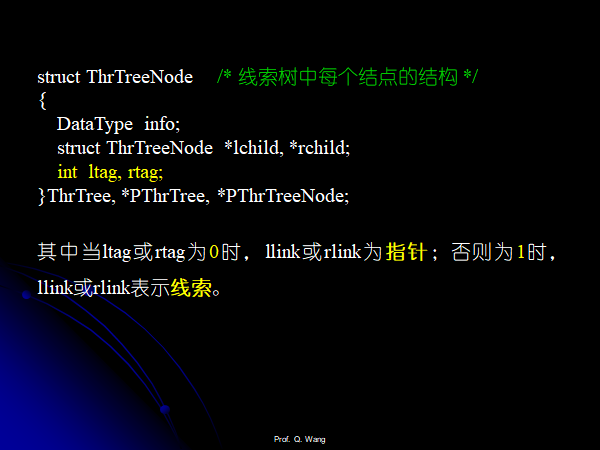 struct ThrTreeNode /* 线索树中每个结点的结构 */
{
DataType info;
struct ThrTreeNode *lchild, *rchild;
int ltag, rtag;
}ThrTree, *PThrTree, *PThrTreeNode;
其中当ltag或rtag为0时，llink或rlink为指针；否则为1时，
llink或rlink表示线索。
Prof. Q. Wang